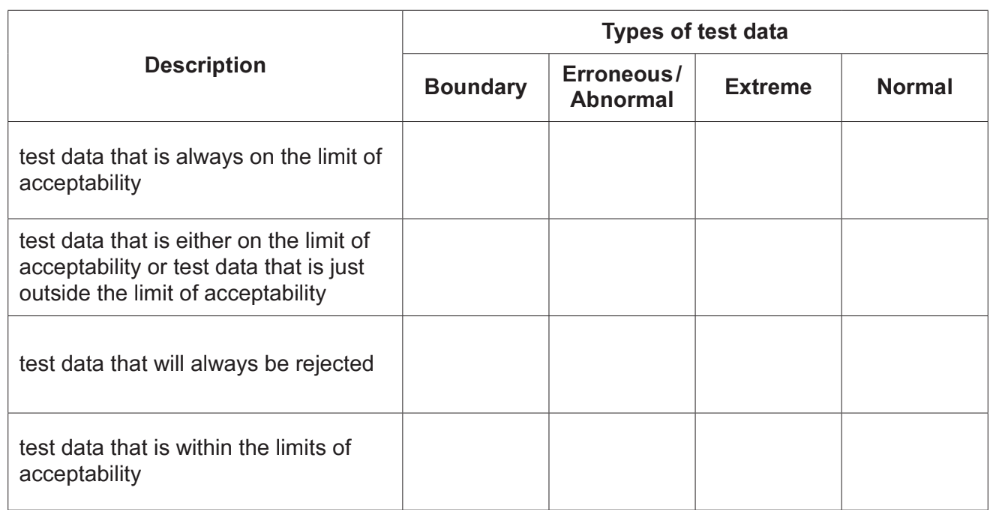 Types of test data
Description
Boundary
Erroneous/
Abnormal
Extreme
Normal
test data that is always on the limit of
acceptability
test data that is either on the limit of
acceptability or test data that is just
outside the limit of acceptability
test data that will always be rejected
test data that is within the limits of
acceptability